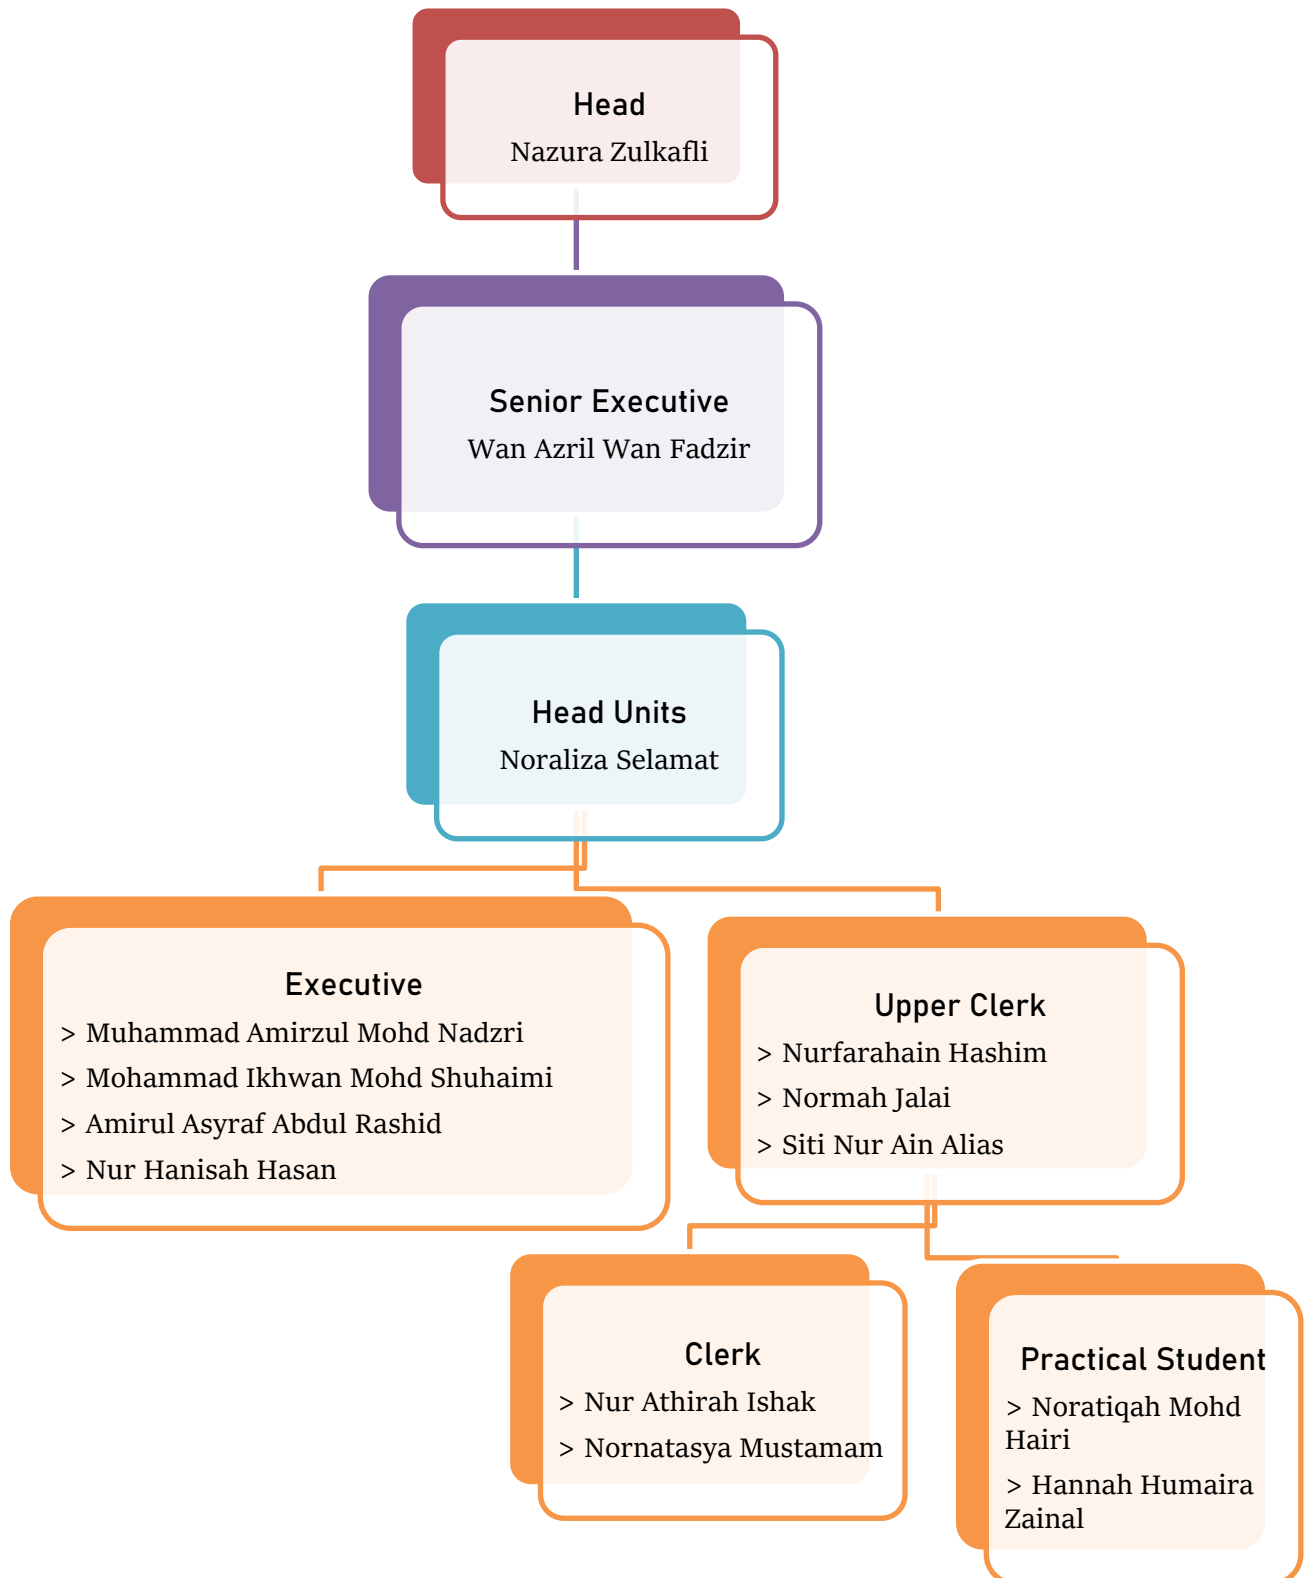 Head
Nazura Zulkafli
Senior Executive
Wan Azril Wan Fadzir
Head Units
Noraliza Selamat
Executive
> Muhammad Amirzul Mohd Nadzri
> Mohammad Ikhwan Mohd Shuhaimi
> Amirul Asyraf Abdul Rashid
> Nur Hanisah Hasan
Upper Clerk
> Nurfarahain Hashim
> Normah Jalai
> Siti Nur Ain Alias
Clerk
> Nur Athirah Ishak
> Nornatasya Mustamam
Practical Student
> Noratiqah Mohd
Hairi
> Hannah Humaira
Zainal